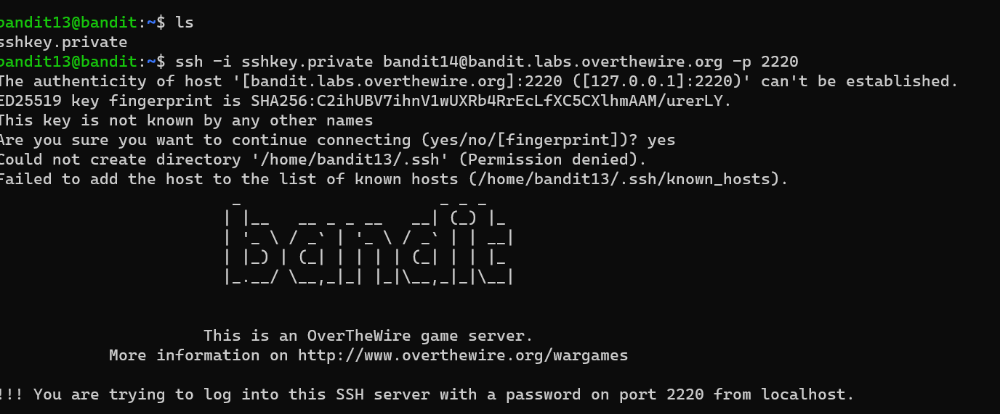 bandit13@bandit:~$ ls
sshkey.private
bandit13@bandit:~$ ssh -i sshkey.private bandit14@bandit.labs.overthewire.org -p 2220
The authenticity of host '[bandit.labs.overthewire.org]:2220 ([127.0.0.1]:2220)' can't be established.
ED25519 key fingerprint is SHA256:C2ihUBV7ihnV1wUXRb4RrEcLfXC5CXlhmAAM/urerLY.
This key is not known by any other names
Are you sure you want to continue connecting (yes/no/[fingerprint])? yes
Could not create directory '/home/bandit13/.ssh' (Permission denied).
Failed to add the host to the list of known hosts (/home/bandit13/.ssh/known_hosts).
                         _                     _ _ _
                        | |__   __ _ _ __   __| (_) |_
                        | '_ \ / _` | '_ \ / _` | | __|
                        | |_) | (_| | | | | (_| | | |_
                        |_.__/ \__,_|_| |_|\__,_|_|\__|
This is an OverTheWire game server.
More information on http://www.overthewire.org/wargames
!!! You are trying to log into this SSH server with a password on port 2220 from localhost.